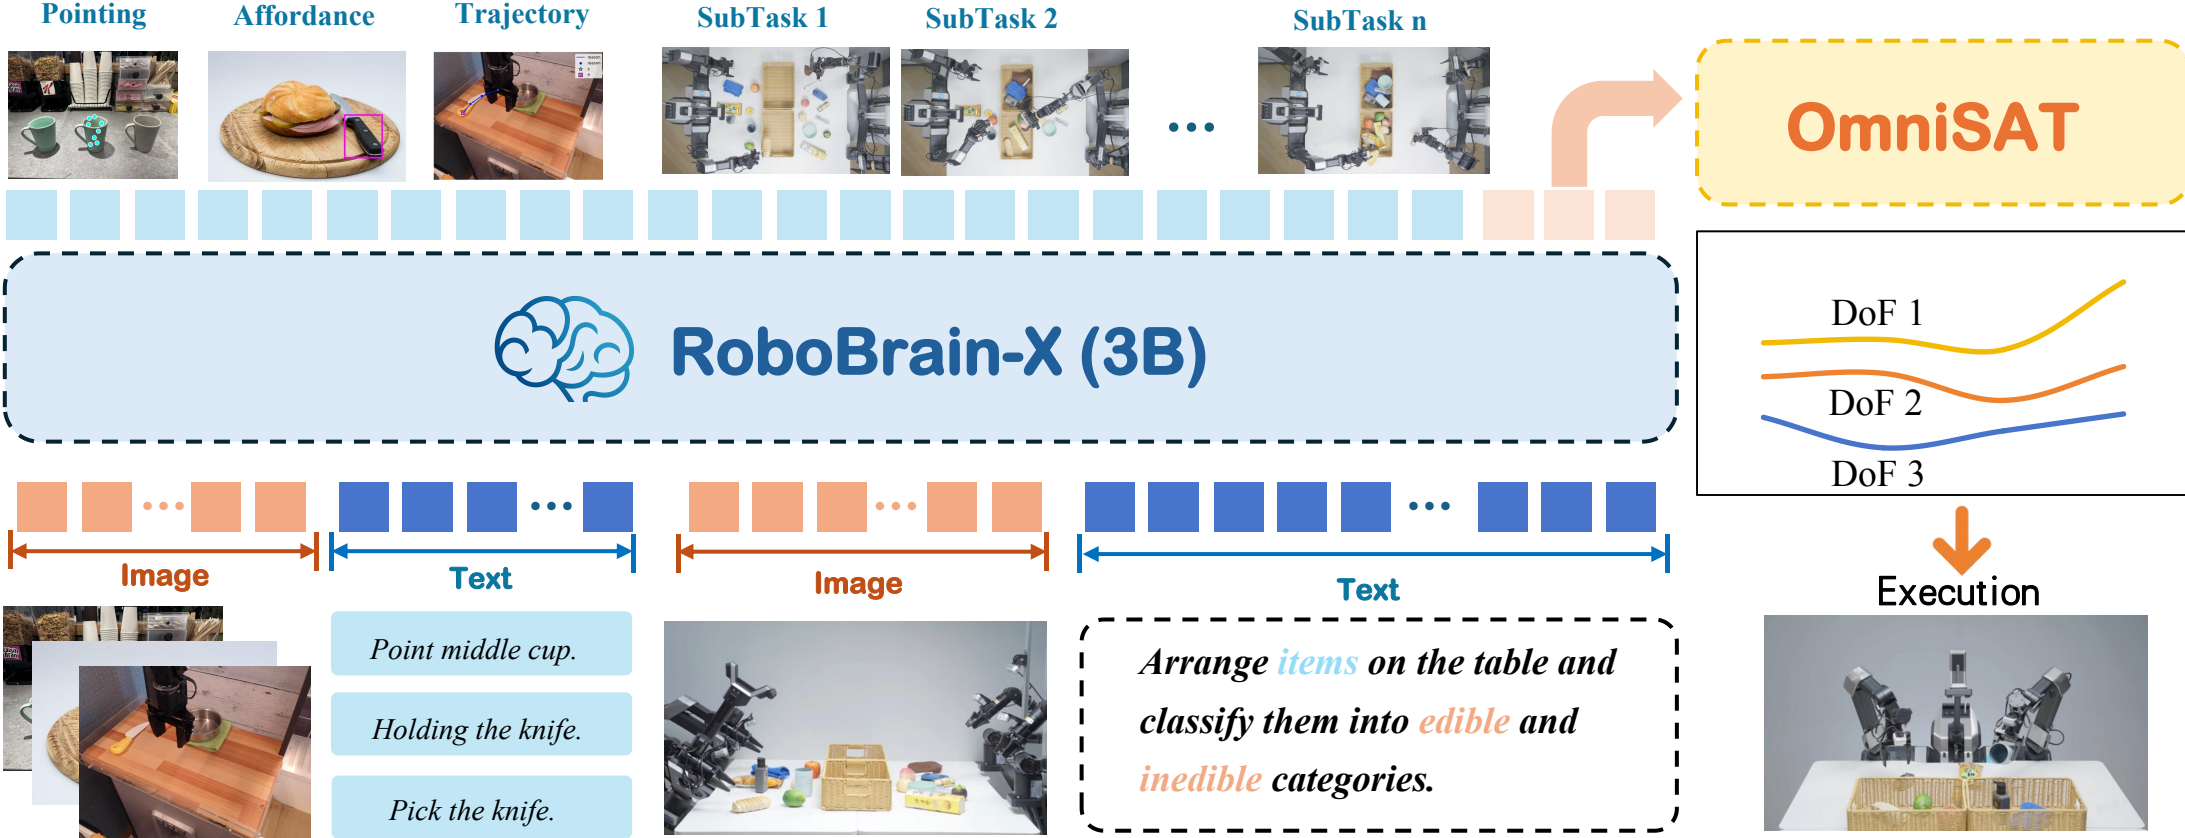 Pointing
Affordance
Trajectory
SubTask 1
SubTask 2
SubTask n
OmniSAT
RoboBrain-X (3B)
DoF 1
DoF 2
DoF 3
Image
Text
Image
Text
Execution
Point middle cup.
Holding the knife.
Pick the knife.
Arrange items on the table and
classify them into edible and
inedible categories.